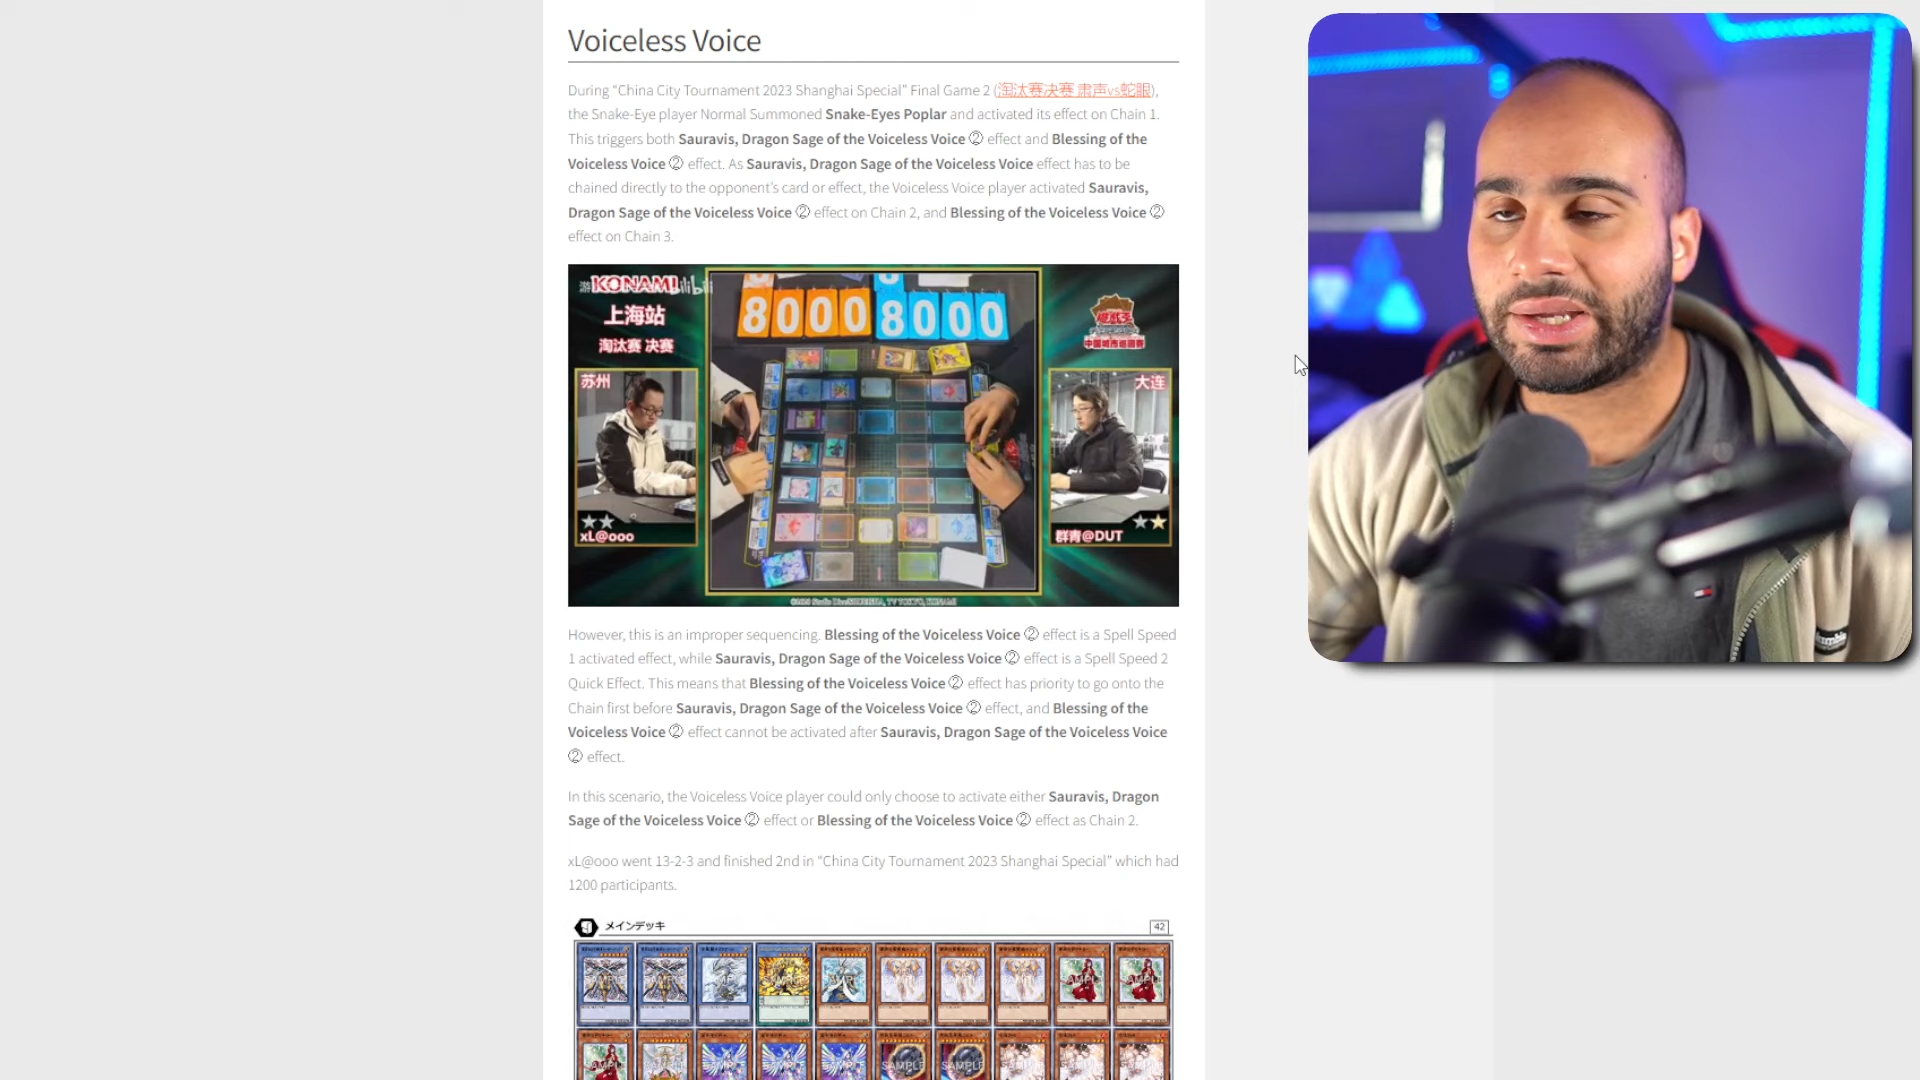 Voiceless Voice
During “China City Tournament 2023 Shanghai Special” Final Game 2 (淘汰赛决赛 肃声vs蛇眼),
the Snake-Eye player Normal Summoned Snake-Eyes Poplar and activated its effect on Chain 1.
This triggers both Sauravis, Dragon Sage of the Voiceless Voice ② effect and Blessing of the
Voiceless Voice ② effect. As Sauravis, Dragon Sage of the Voiceless Voice effect has to be
chained directly to the opponent’s card or effect, the Voiceless Voice player activated Sauravis,
Dragon Sage of the Voiceless Voice ② effect on Chain 2, and Blessing of the Voiceless Voice ②
effect on Chain 3.
KONAMI
bilibili
上海站
淘汰赛 决赛
8000 8000
中国城市巡回赛
苏州
大连
xL@ooo
群青@DUT
However, this is an improper sequencing. Blessing of the Voiceless Voice ② effect is a Spell Speed
1 activated effect, while Sauravis, Dragon Sage of the Voiceless Voice ② effect is a Spell Speed 2
Quick Effect. This means that Blessing of the Voiceless Voice ② effect has priority to go onto the
Chain first before Sauravis, Dragon Sage of the Voiceless Voice ② effect, and Blessing of the
Voiceless Voice ② effect cannot be activated after Sauravis, Dragon Sage of the Voiceless Voice
② effect.
In this scenario, the Voiceless Voice player could only choose to activate either Sauravis, Dragon
Sage of the Voiceless Voice ② effect or Blessing of the Voiceless Voice ② effect as Chain 2.
xL@ooo went 13-2-3 and finished 2nd in “China City Tournament 2023 Shanghai Special” which had
1200 participants.
メインデッキ
42
SAMPLE SAMPLE